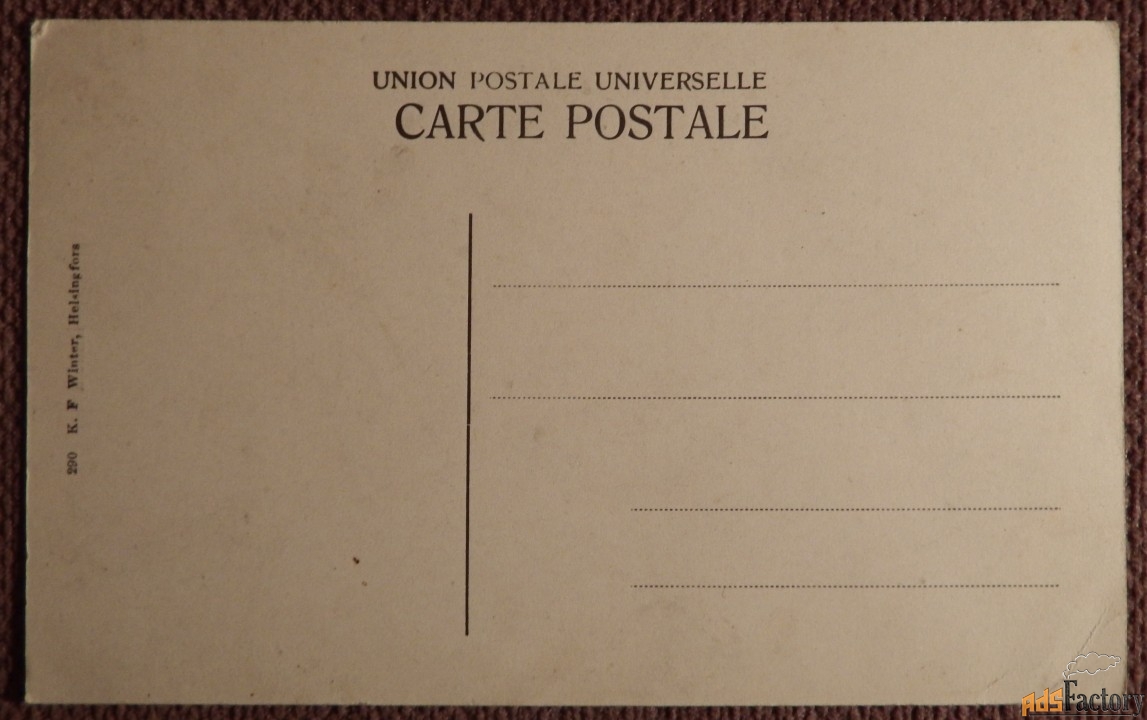 UNION POSTALE UNIVERSELLE
CARTE POSTALE
290 K. F Winter, Helsingfors
AdsFactory